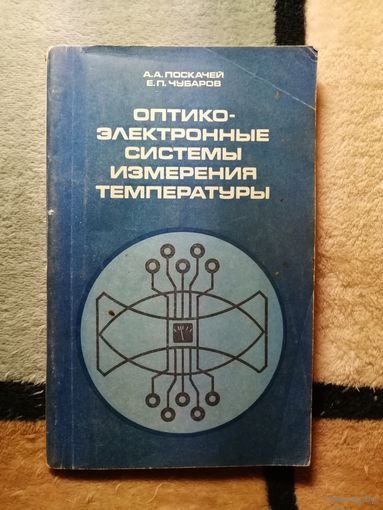 А.А. ПОСКАЧЕЙ
Е.П. ЧУБАРОВ
ОПТИКО-
ЭЛЕКТРОННЫЕ
СИСТЕМЫ
ИЗМЕРЕНИЯ
ТЕМПЕРАТУРЫ